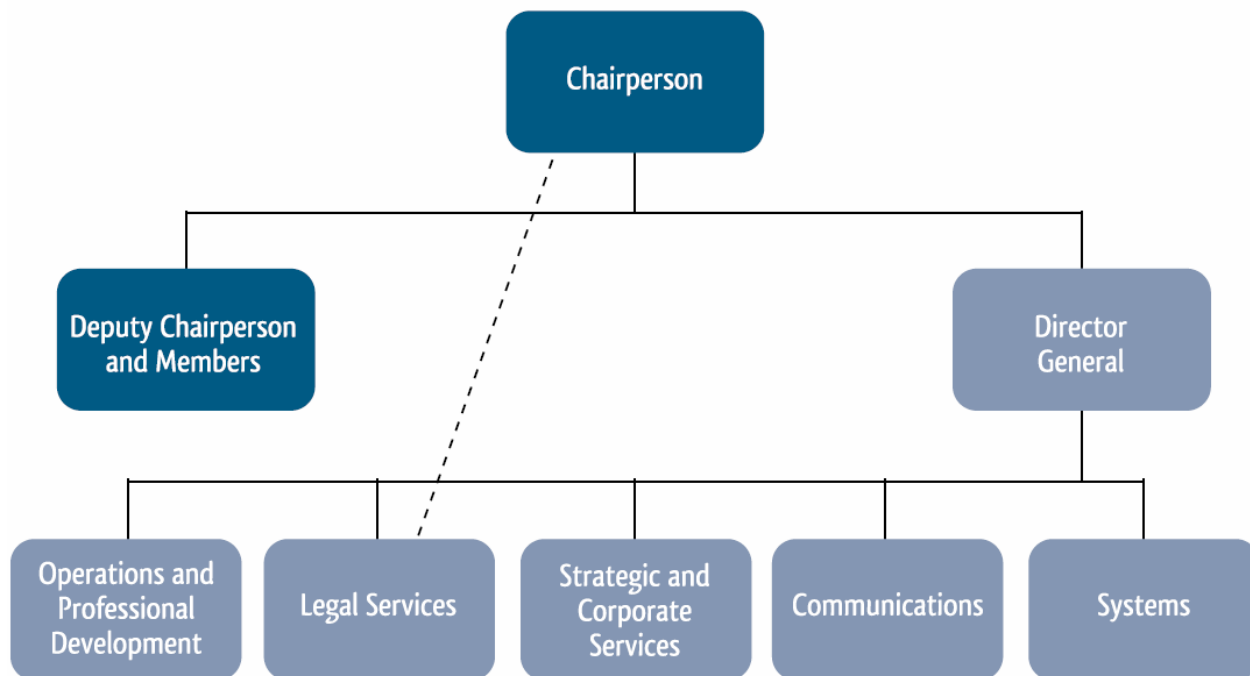 Chairperson
Deputy Chairperson
and Members
Director
General
Operations and
Professional
Development
Legal Services
Strategic and
Corporate
Services
Communications
Systems